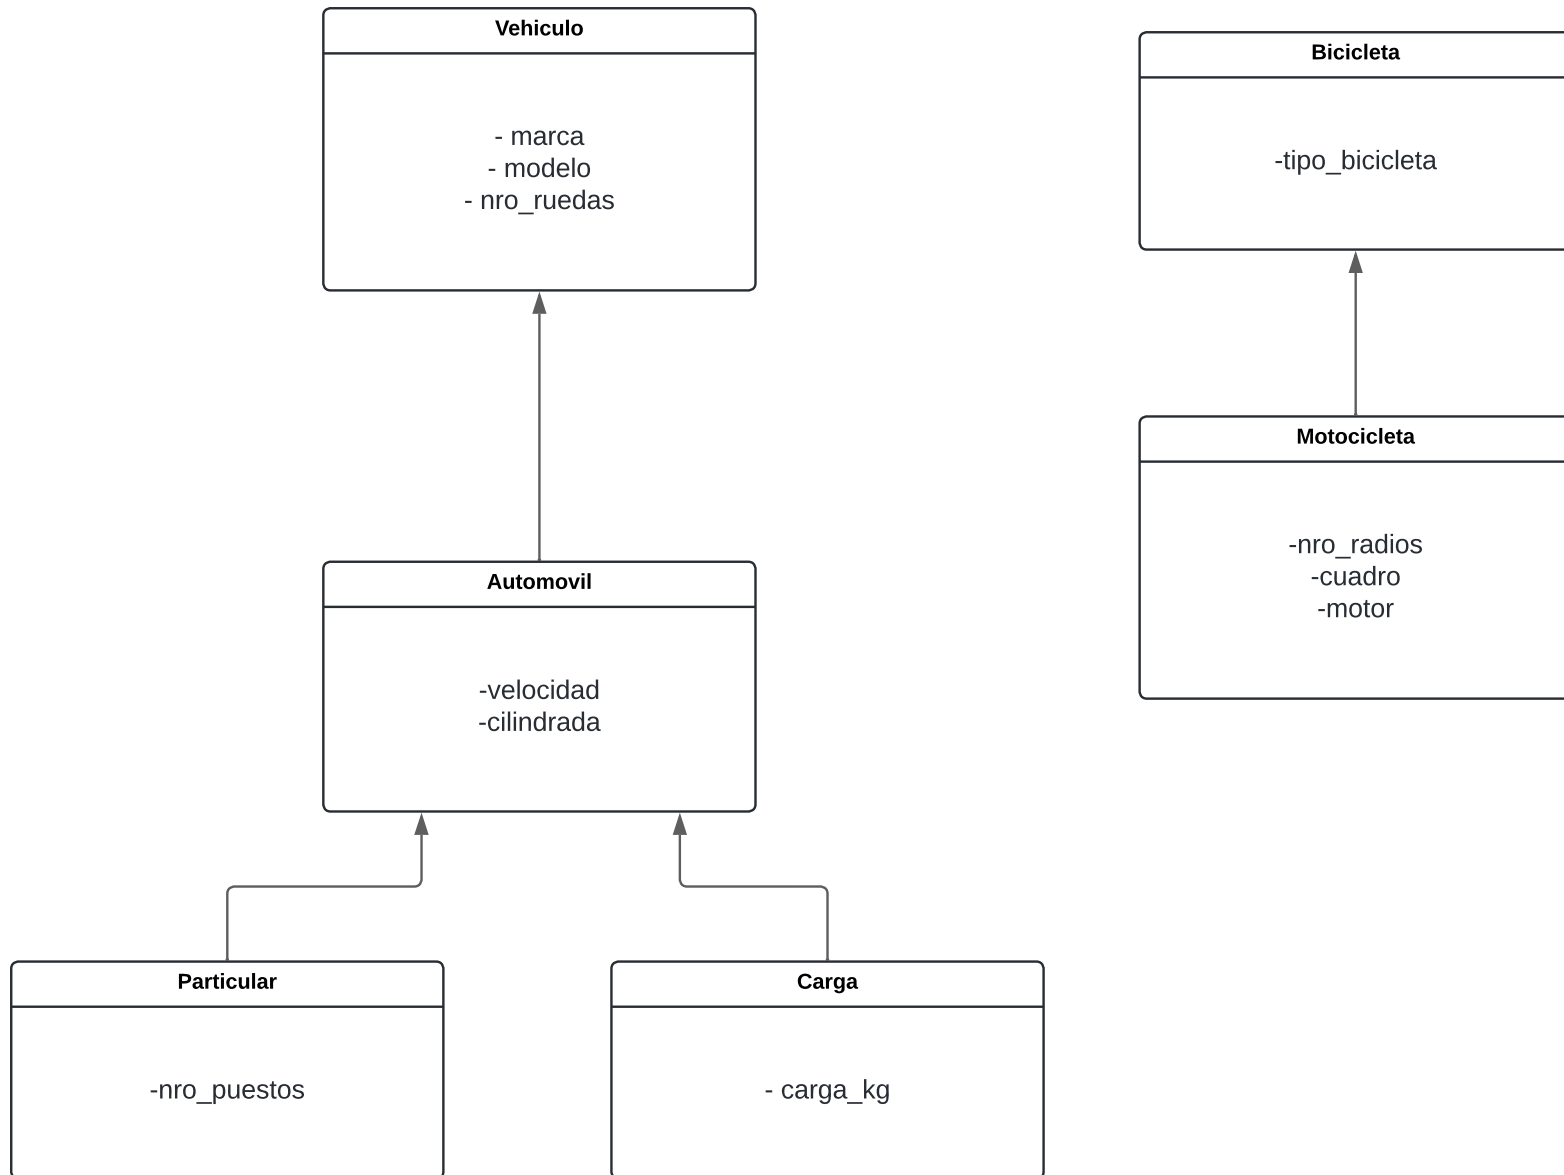 Vehiculo
- marca
- modelo
- nro_ruedas
Bicicleta
-tipo_bicicleta
Motocicleta
-nro_radios
-cuadro
-motor
Automovil
-velocidad
-cilindrada
Particular
-nro_puestos
Carga
- carga_kg